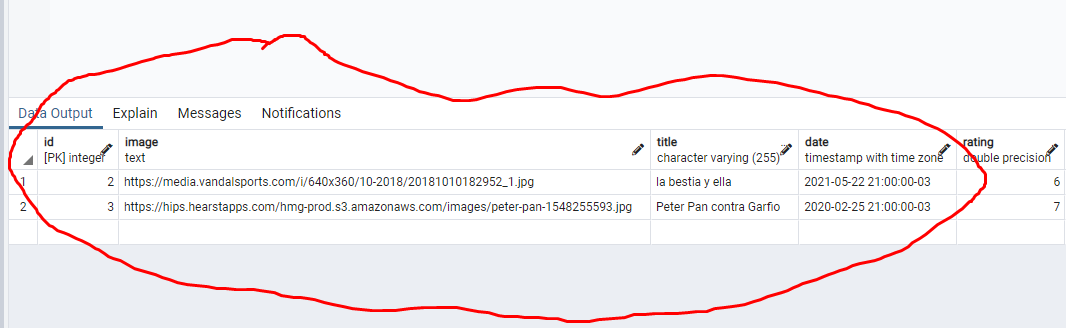 Data Output Explain Messages Notifications
id image title date rating
[PK] integer text character varying (255) timestamp with time zone double precision
1 2 https://media.vandalsports.com/i/640x360/10-2018/20181010182952_1.jpg la bestia y ella 2021-05-22 21:00:00-03 6
2 3 https://hips.hearstapps.com/hmg-prod.s3.amazonaws.com/images/peter-pan-1548255593.jpg Peter Pan contra Garfio 2020-02-25 21:00:00-03 7